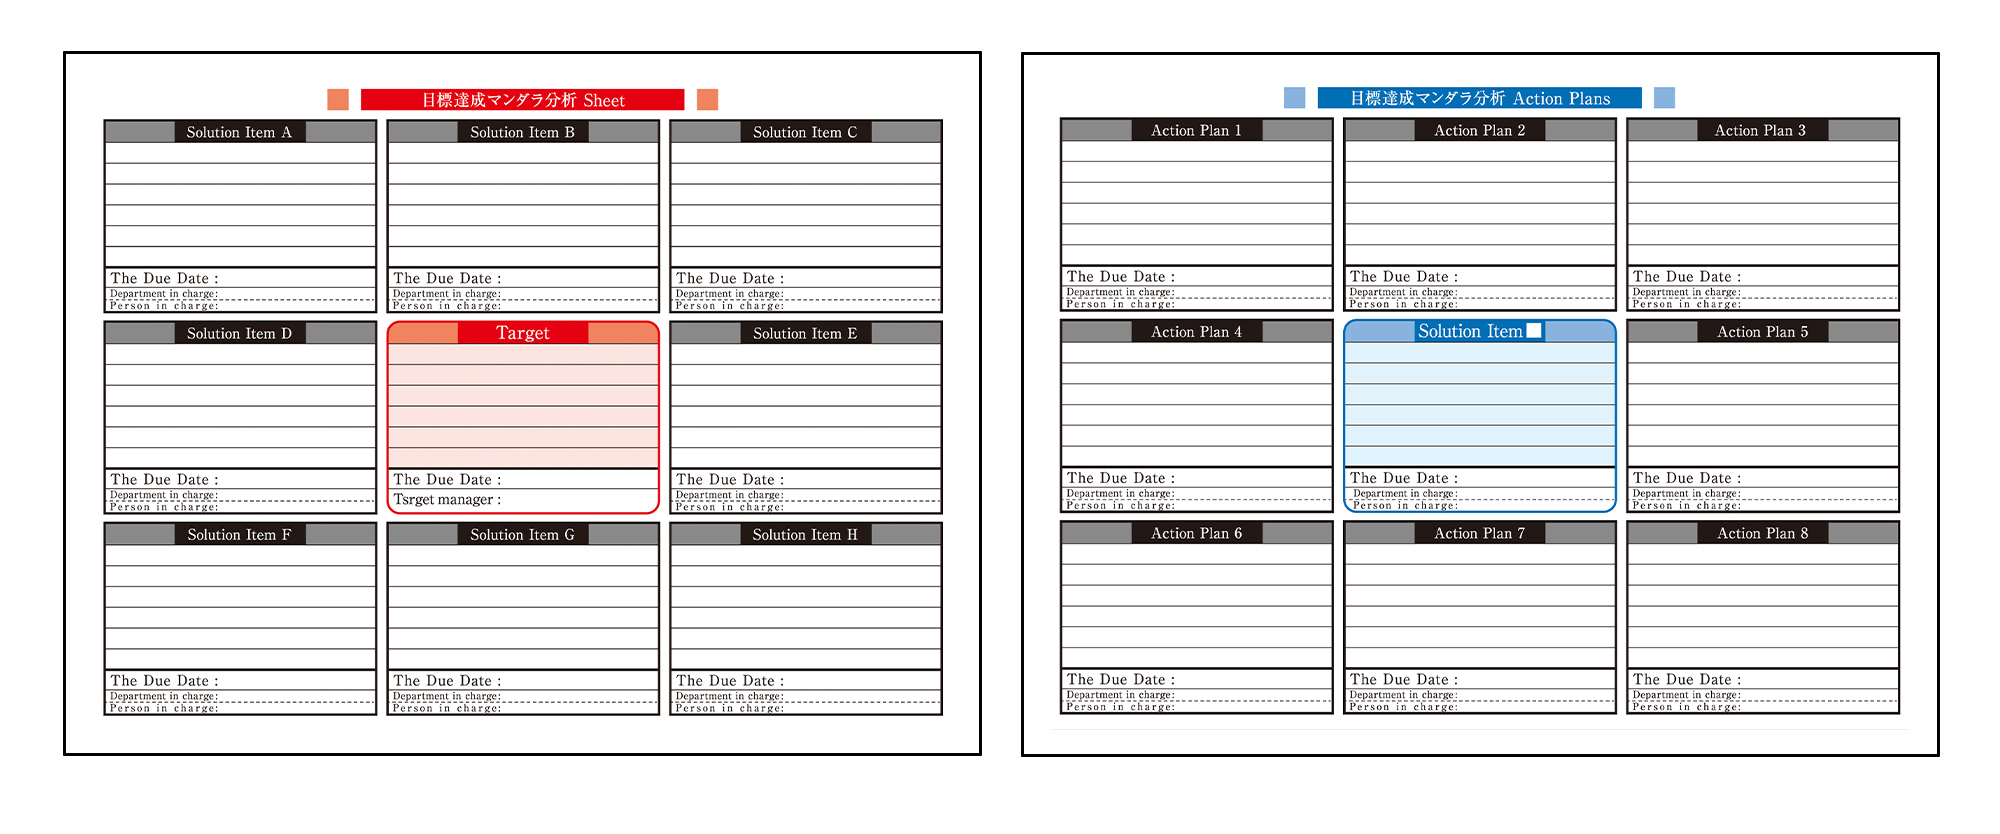 目標達成マンダラ分析 Sheet
Solution Item A
The Due Date :
Department in charge:
Person in charge:
Solution Item B
The Due Date :
Department in charge:
Person in charge:
Solution Item C
The Due Date :
Department in charge:
Person in charge:
Solution Item D
The Due Date :
Department in charge:
Person in charge:
Target
The Due Date :
Tsrget manager :
Solution Item E
The Due Date :
Department in charge:
Person in charge:
Solution Item F
The Due Date :
Department in charge:
Person in charge:
Solution Item G
The Due Date :
Department in charge:
Person in charge:
Solution Item H
The Due Date :
Department in charge:
Person in charge:
目標達成マンダラ分析 Action Plans
Action Plan 1
The Due Date :
Department in charge:
Person in charge:
Action Plan 2
The Due Date :
Department in charge:
Person in charge:
Action Plan 3
The Due Date :
Department in charge:
Person in charge:
Action Plan 4
The Due Date :
Department in charge:
Person in charge:
Solution Item
The Due Date :
Department in charge:
Person in charge:
Action Plan 5
The Due Date :
Department in charge:
Person in charge:
Action Plan 6
The Due Date :
Department in charge:
Person in charge:
Action Plan 7
The Due Date :
Department in charge:
Person in charge:
Action Plan 8
The Due Date :
Department in charge:
Person in charge: